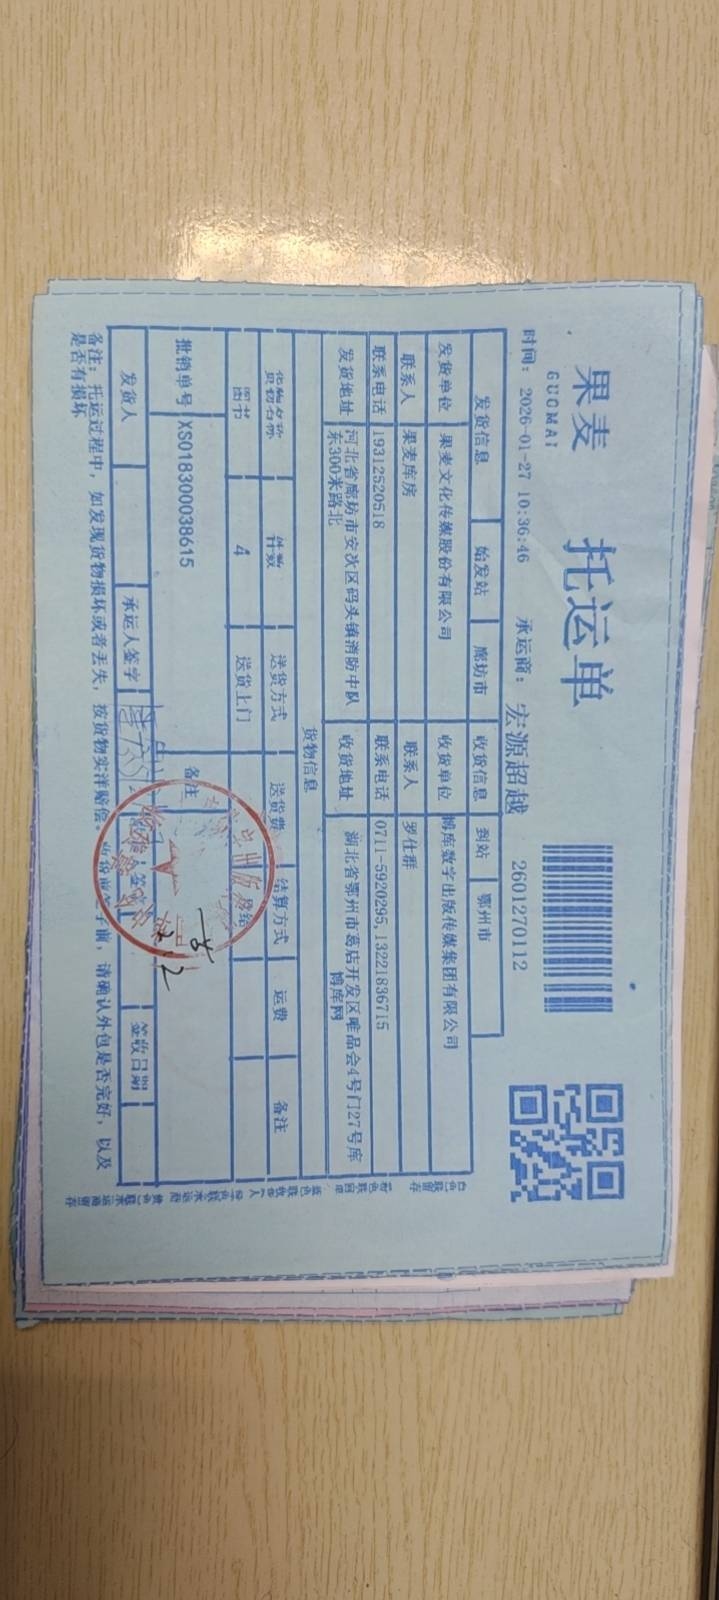 果麦 托运单
GUOMAI
时间: 2026-01-27 10:36:46 承运商: 宏源超越 2601270112
发货信息 始发站 廊坊市 收货信息 到站 鄂州市
发货单位 果麦文化传媒股份有限公司 收货单位 博库数字出版传媒集团有限公司
联系人 果麦库房 联系人 罗仕群
联系电话 19312520518 联系电话 0711-5920295,13221836715
发货地址 河北省廊坊市安次区码头镇消防中队东300米路北 收货地址 湖北省鄂州市葛店开发区唯品会4号门27号库博库网
货物信息
货物名称 件数 送货方式 送货费 结算方式 运费 备注
图书 4 送货上门
批销单号 XS018300038615 备注
发货人 承运人签字 签收日期
备注: 托运过程中, 如发现货物损坏或者丢失, 按货物实洋赔偿。 前, 请确认外包是否完好, 以及
是否有损坏